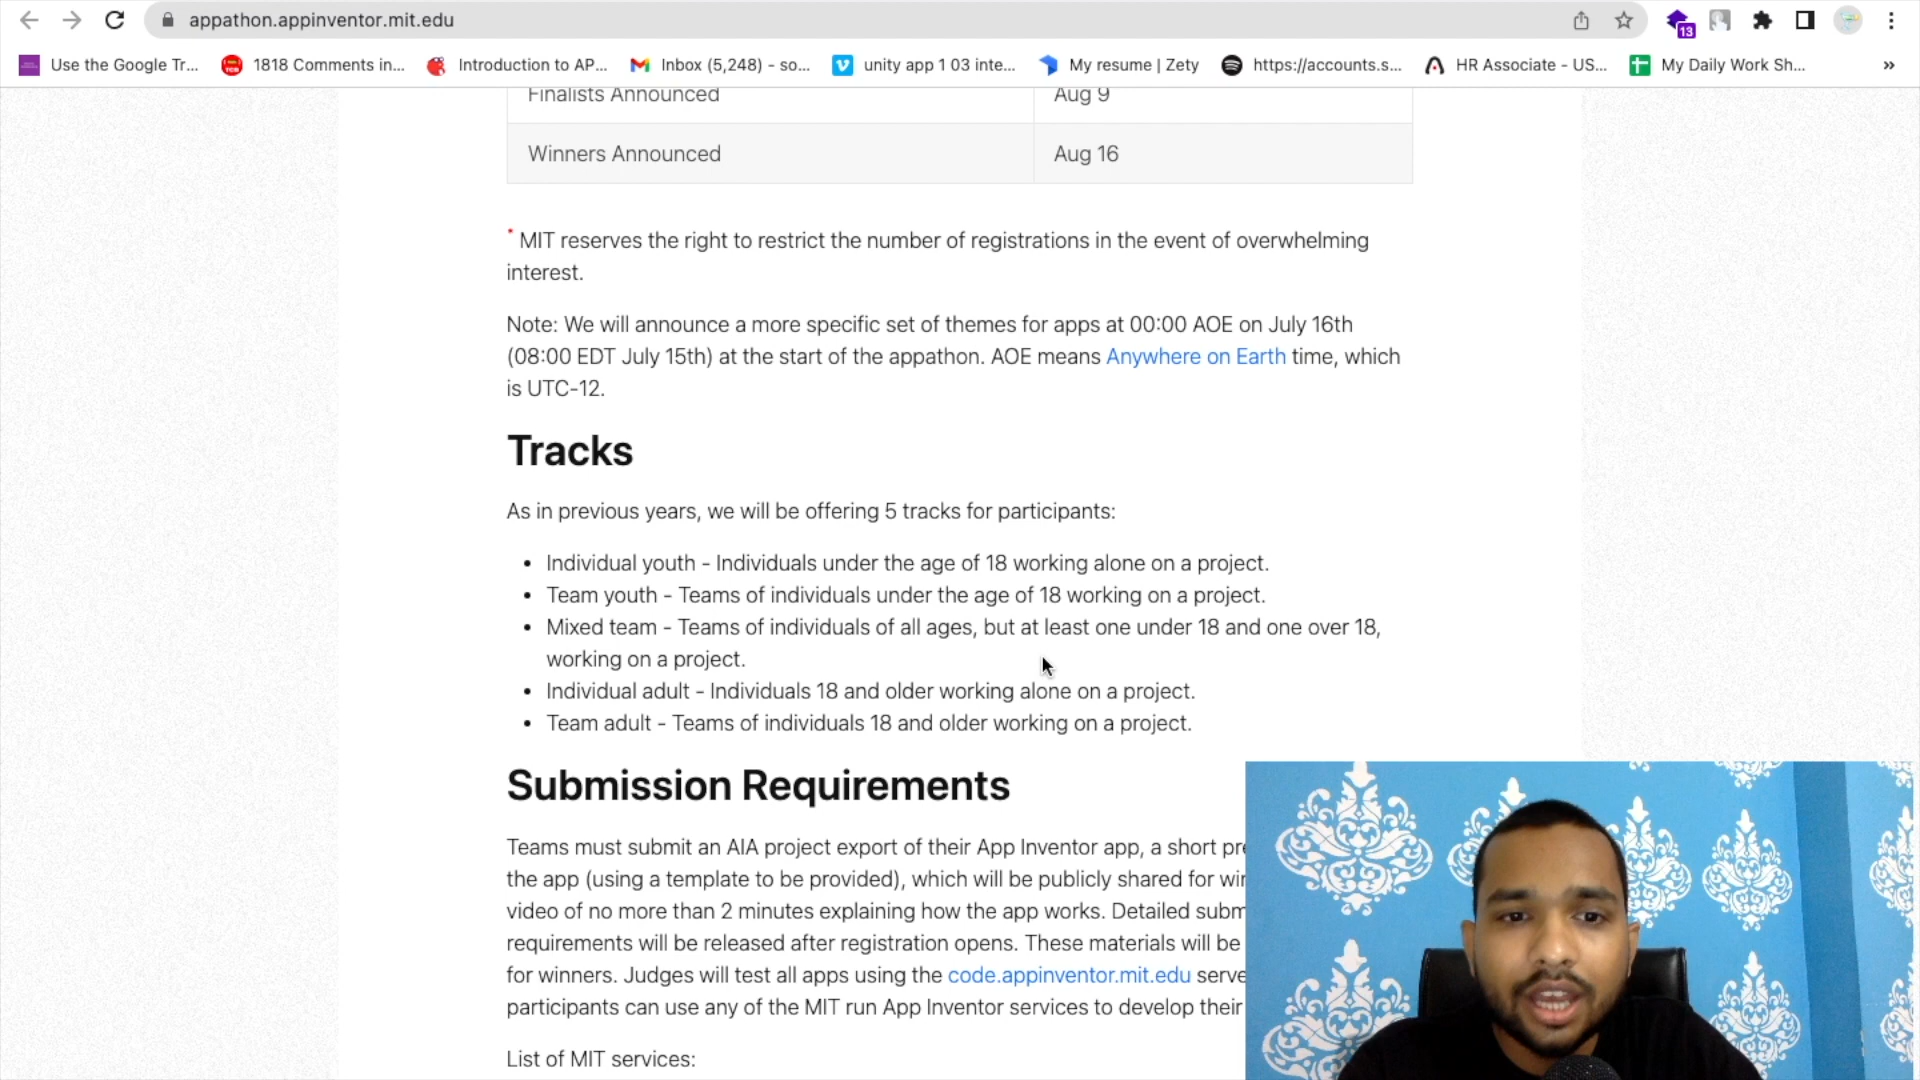 appathon.appinventor.mit.edu
13
Use the Google Tr...
1818 Comments in...
Introduction to AP...
Inbox (5,248) - so...
unity app 1 03 inte...
My resume | Zety
https://accounts.s...
HR Associate - US...
My Daily Work Sh...
»
Finalists Announced
Aug 9
Winners Announced
Aug 16
* MIT reserves the right to restrict the number of registrations in the event of overwhelming
interest.
Note: We will announce a more specific set of themes for apps at 00:00 AOE on July 16th
(08:00 EDT July 15th) at the start of the appathon. AOE means Anywhere on Earth time, which
is UTC-12.
Tracks
As in previous years, we will be offering 5 tracks for participants:
• Individual youth - Individuals under the age of 18 working alone on a project.
• Team youth - Teams of individuals under the age of 18 working on a project.
• Mixed team - Teams of individuals of all ages, but at least one under 18 and one over 18,
working on a project.
• Individual adult - Individuals 18 and older working alone on a project.
• Team adult - Teams of individuals 18 and older working on a project.
Submission Requirements
Teams must submit an AIA project export of their App Inventor app, a short pre
the app (using a template to be provided), which will be publicly shared for wi
video of no more than 2 minutes explaining how the app works. Detailed subm
requirements will be released after registration opens. These materials will be
for winners. Judges will test all apps using the code.appinventor.mit.edu serve
participants can use any of the MIT run App Inventor services to develop their
List of MIT services: